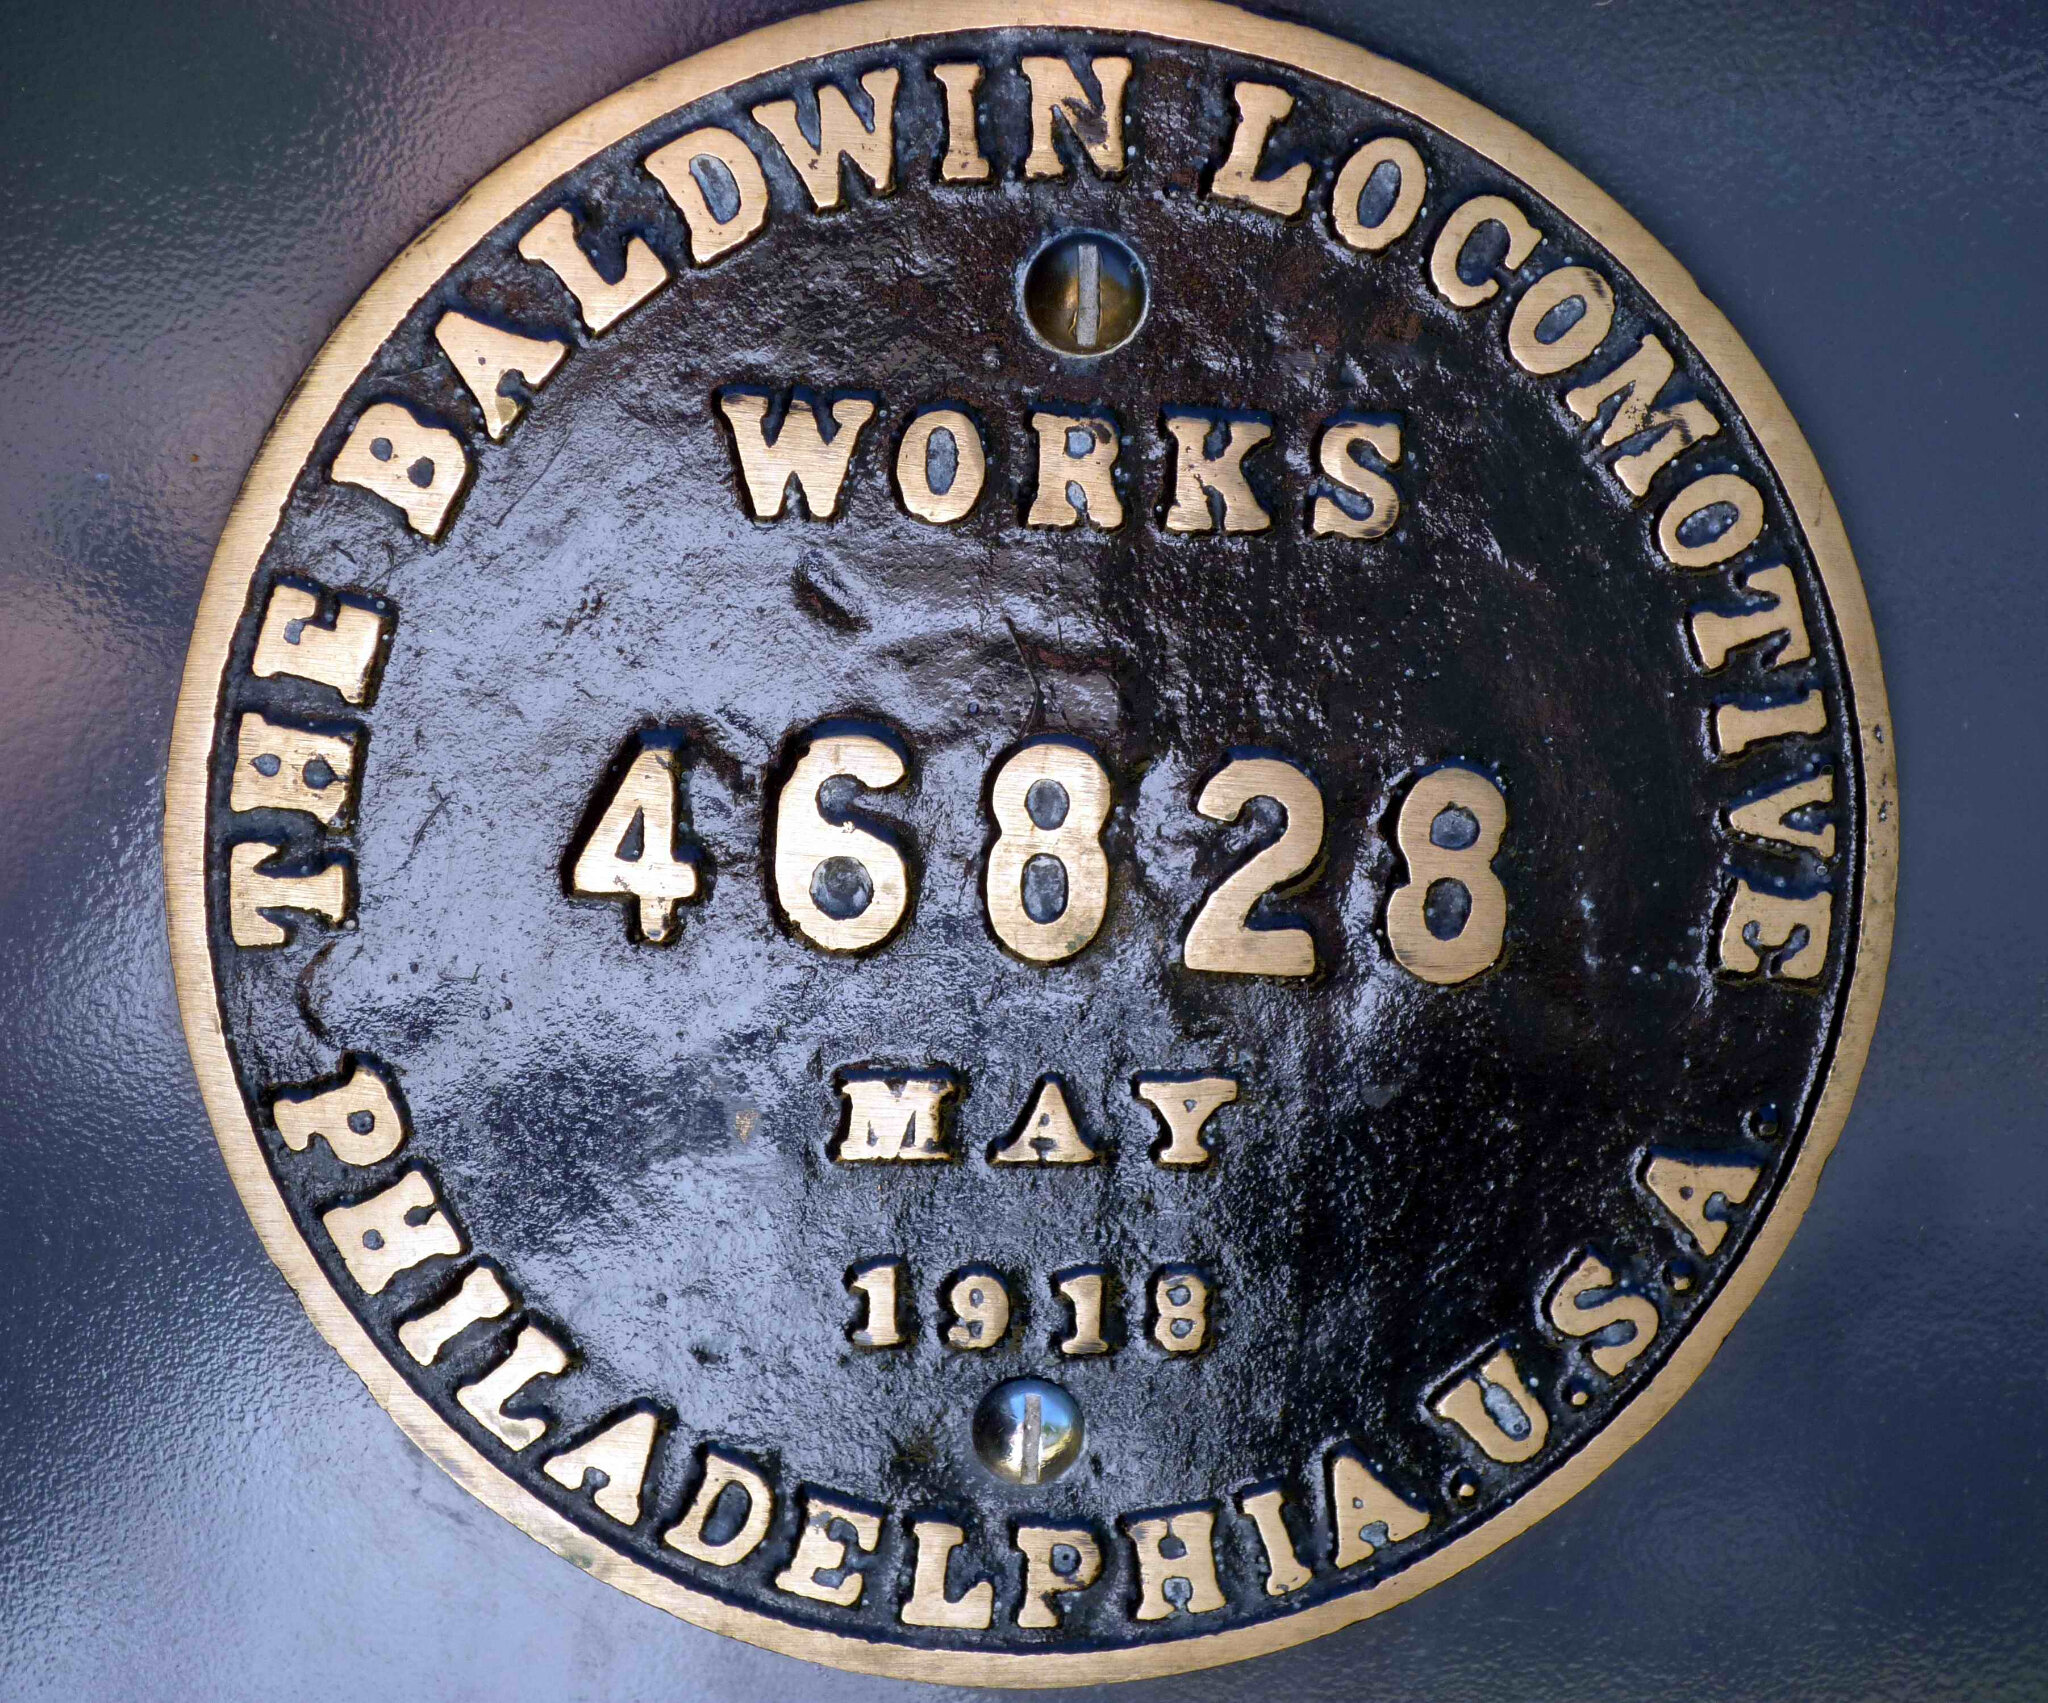 THE BALDWIN LOCOMOTIVE
WORKS
46828
MAY
1918
PHILADELPHIA.U.S.A.